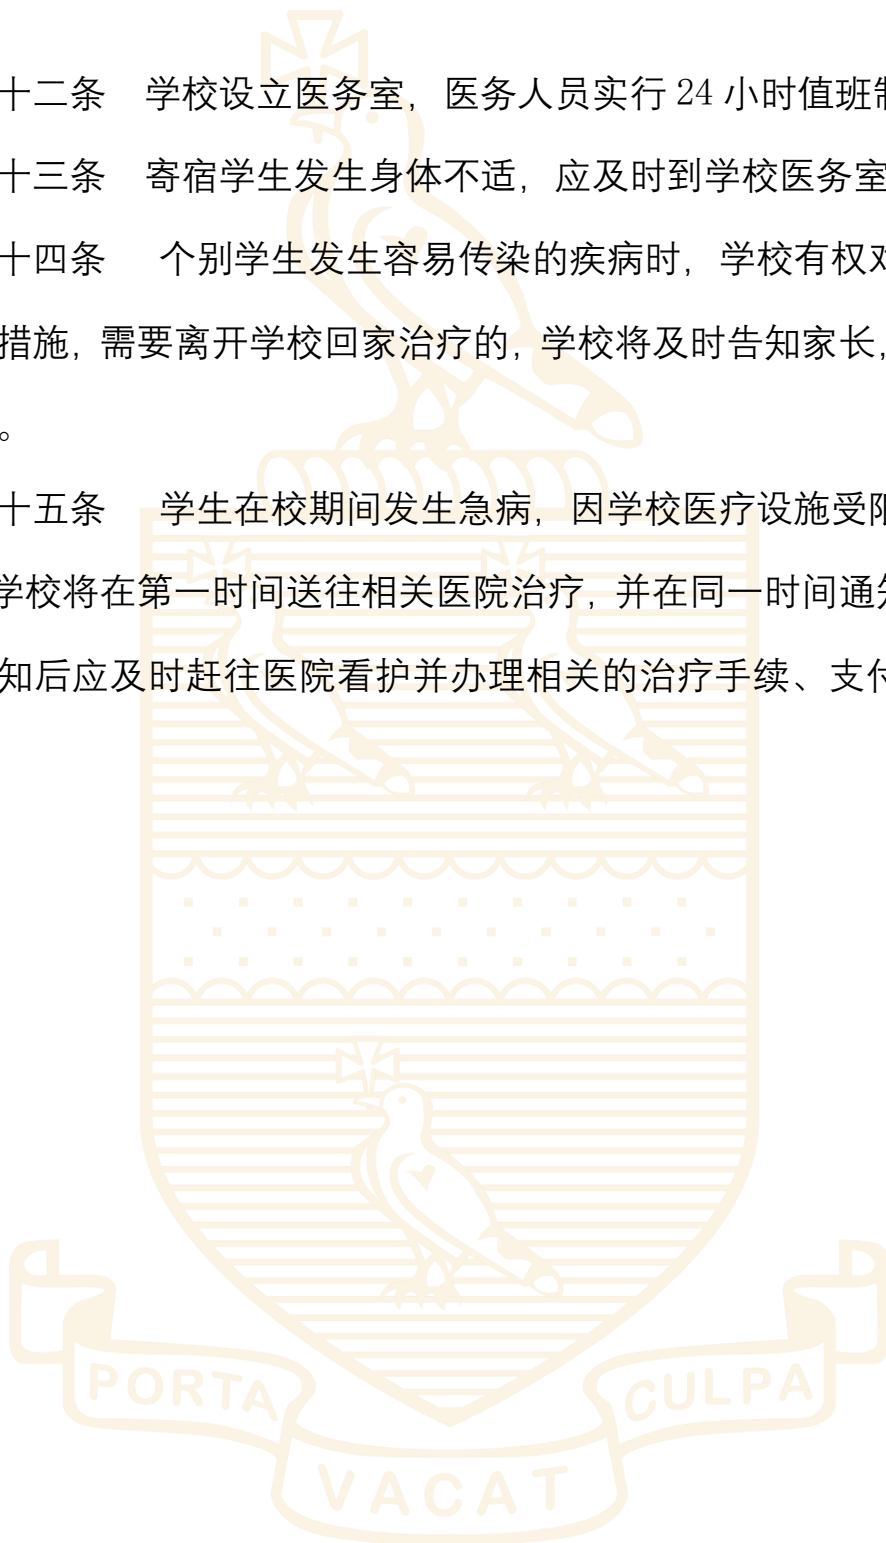 十二条 学校设立医务室，医务人员实行 24 小时值班
十三条 寄宿学生发生身体不适，应及时到学校医务室
十四条 个别学生发生容易传染的疾病时，学校有权对
措施，需要离开学校回家治疗的，学校将及时告知家长，
。
十五条 学生在校期间发生急病，因学校医疗设施受限
学校将在第一时间送往相关医院治疗，并在同一时间通知
知后应及时赶往医院看护并办理相关的治疗手续、支付
PORTA
VACAT
CULPA